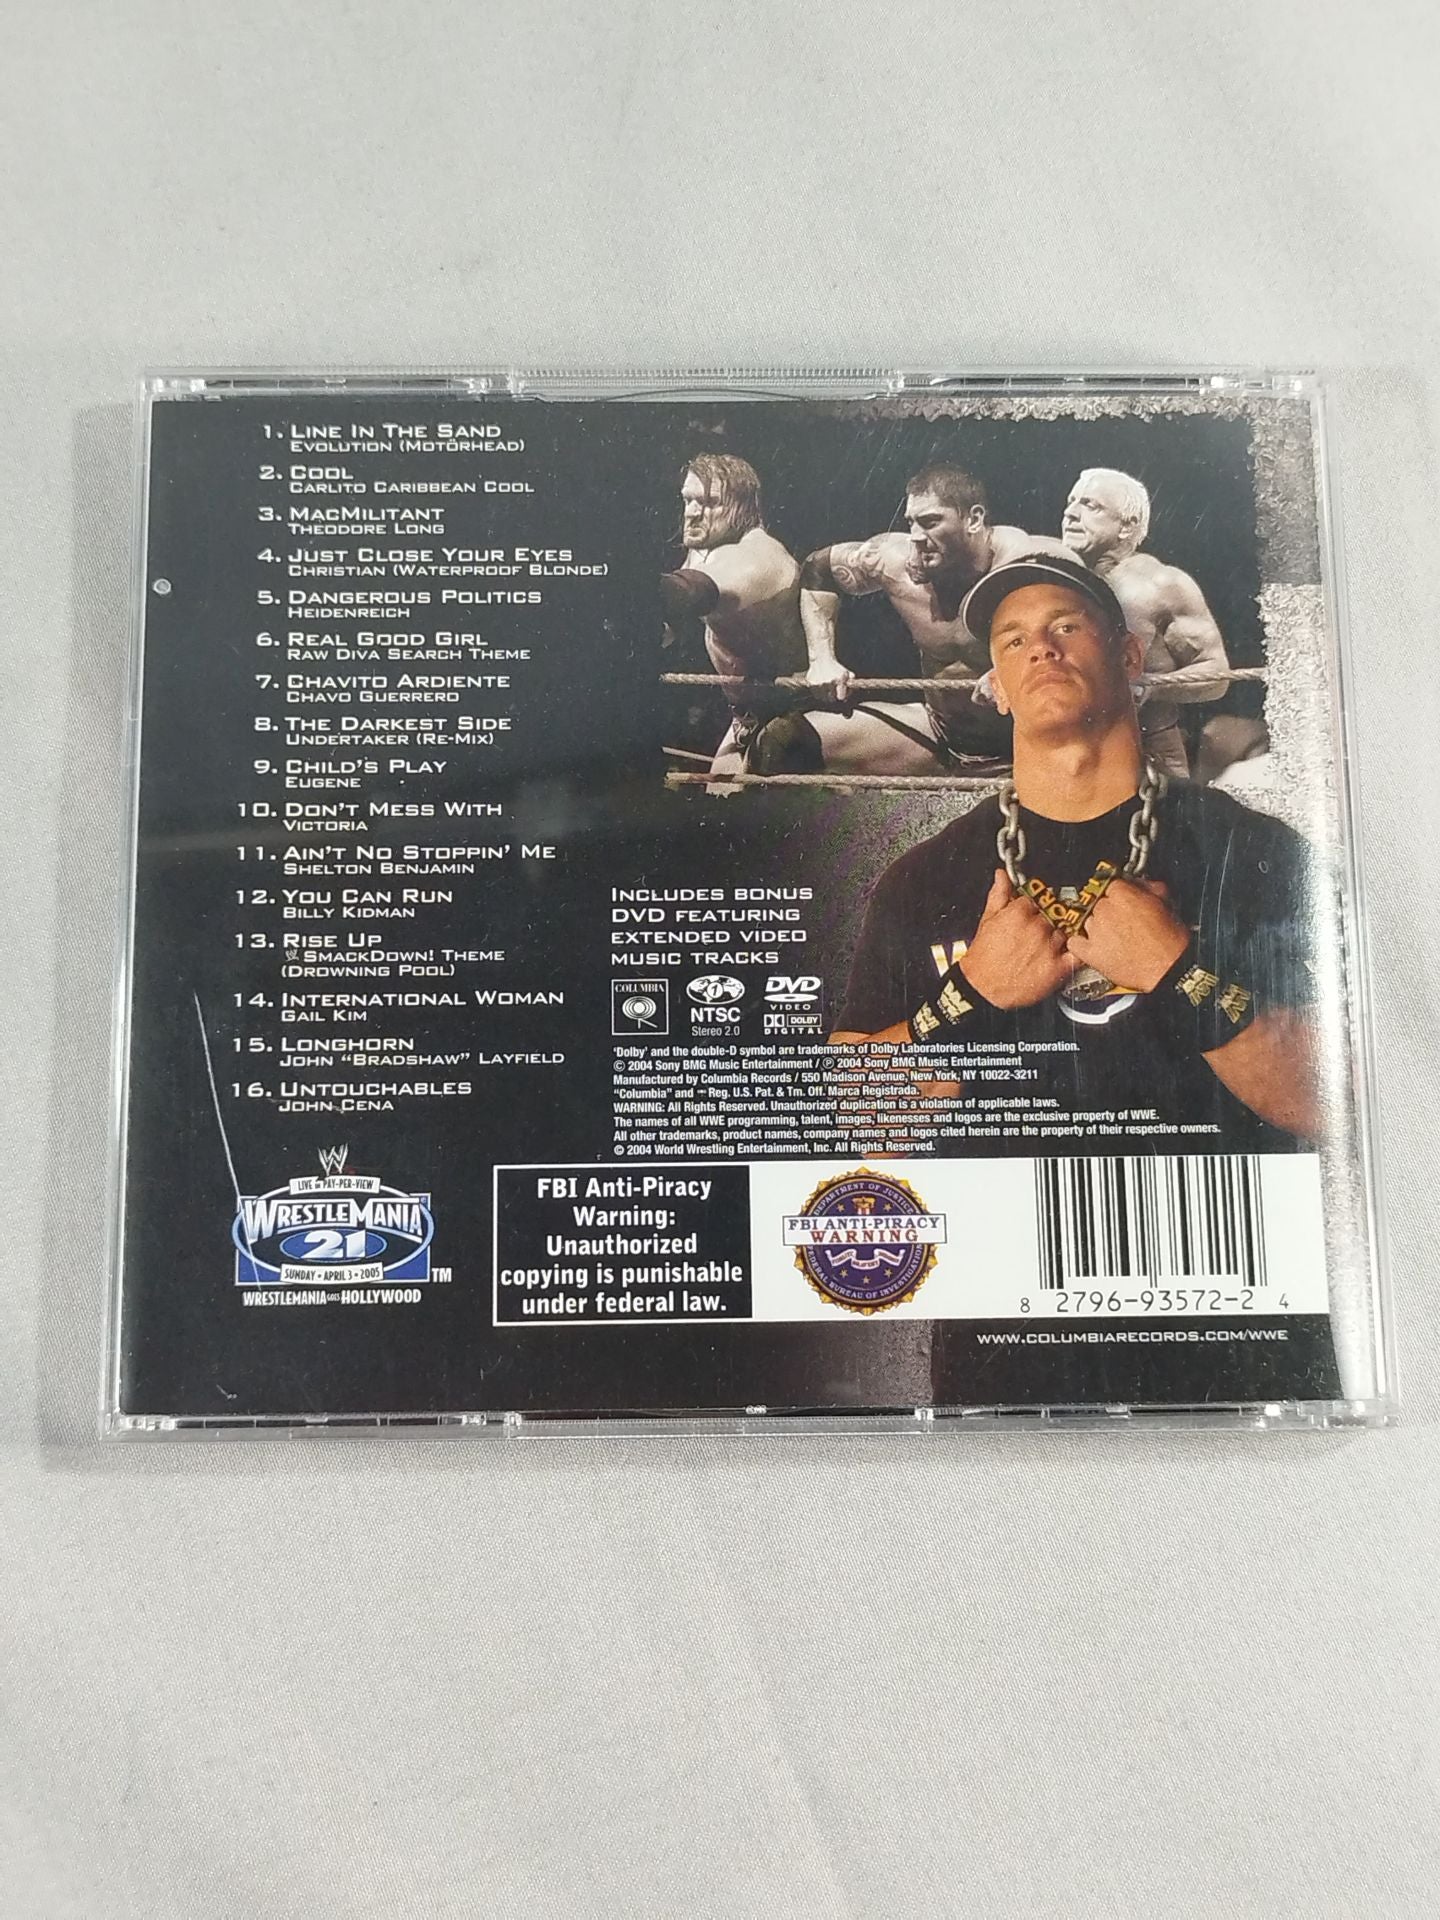 1. Line In The Sand
Evolution (Motörhead)
2. Cool
Carlito Caribbean Cool
3. MacMilitant
Theodore Long
4. Just Close Your Eyes
Christian (Waterproof Blonde)
5. Dangerous Politics
Heidenreich
6. Real Good Girl
Raw Diva Search Theme
7. Chavito Ardiente
Chavo Guerrero
8. The Darkest Side
Undertaker (Re-Mix)
9. Child's Play
Eugene
10. Don't Mess With
Victoria
11. Ain't No Stoppin' Me
Shelton Benjamin
12. You Can Run
Billy Kidman
13. Rise Up
W SmackDown! Theme
(Drowning Pool)
14. International Woman
Gail Kim
15. Longhorn
John "Bradshaw" Layfield
16. Untouchables
John Cena
Includes Bonus
DVD featuring
extended video
music tracks
COLUMBIA
1
NTSC
Stereo 2.0
DVD
VIDEO
DOLBY
DIGITAL
'Dolby' and the double-D symbol are trademarks of Dolby Laboratories Licensing Corporation.
© 2004 Sony BMG Music Entertainment / ℗ 2004 Sony BMG Music Entertainment
Manufactured by Columbia Records / 550 Madison Avenue, New York, NY 10022-3211
"Columbia" and Reg. U.S. Pat. & Tm. Off. Marca Registrada.
WARNING: All Rights Reserved. Unauthorized duplication is a violation of applicable laws.
The names of all WWE programming, talent, images, likenesses and logos are the exclusive property of WWE.
All other trademarks, product names, company names and logos cited herein are the property of their respective owners.
© 2004 World Wrestling Entertainment, Inc. All Rights Reserved.
W
LIVE on PAY-PER-VIEW
WRESTLEMANIA
21
SUNDAY • APRIL 3 • 2005
TM
WRESTLEMANIA GOES HOLLYWOOD
FBI Anti-Piracy
Warning:
Unauthorized
copying is punishable
under federal law.
DEPARTMENT OF JUSTICE
FBI ANTI-PIRACY
WARNING
FEDERAL BUREAU OF INVESTIGATION
8 2796-93572-2 4
www.columbiarecords.com/wwe